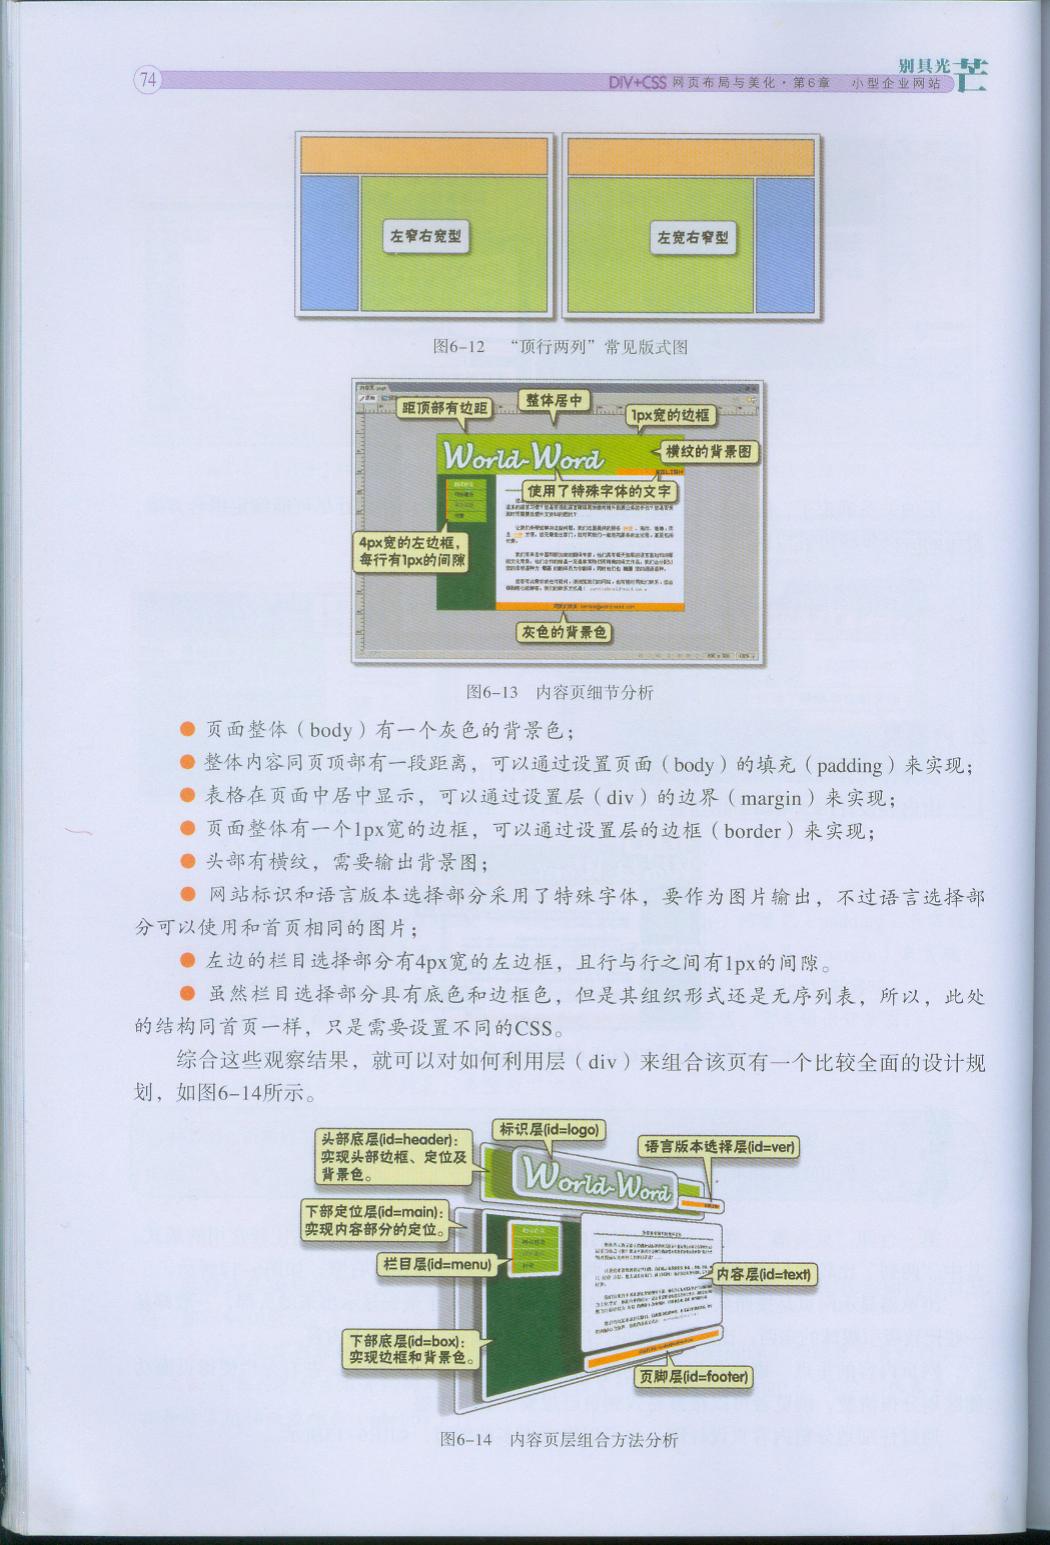 74
别具光芒
DIV+CSS 网页布局与美化·第6章 小型企业网站
左窄右宽型
左宽右窄型
图6-12 “顶行两列”常见版式图
距顶部有边距
整体居中
1px宽的边框
World-Word
横纹的背景图
使用了特殊字体的文字
4px宽的左边框，
每行有1px的间隙
灰色的背景色
图6-13 内容页细节分析
● 页面整体（body）有一个灰色的背景色；
● 整体内容同页顶部有一段距离，可以通过设置页面（body）的填充（padding）来实现；
● 表格在页面中居中显示，可以通过设置层（div）的边界（margin）来实现；
● 页面整体有一个1px宽的边框，可以通过设置层的边框（border）来实现；
● 头部有横纹，需要输出背景图；
● 网站标识和语言版本选择部分采用了特殊字体，要作为图片输出，不过语言选择部
分可以使用和首页相同的图片；
● 左边的栏目选择部分有4px宽的左边框，且行与行之间有1px的间隙。
● 虽然栏目选择部分具有底色和边框色，但是其组织形式还是无序列表，所以，此处
的结构同首页一样，只是需要设置不同的CSS。
综合这些观察结果，就可以对如何利用层（div）来组合该页有一个比较全面的设计规
划，如图6-14所示。
头部底层(id=header)：
实现头部边框、定位及
背景色。
标识层(id=logo)
语言版本选择层(id=ver)
World-Word
下部定位层(id=main)：
实现内容部分的定位。
栏目层(id=menu)
内容层(id=text)
下部底层(id=box)：
实现边框和背景色。
页脚层(id=footer)
图6-14 内容页层组合方法分析